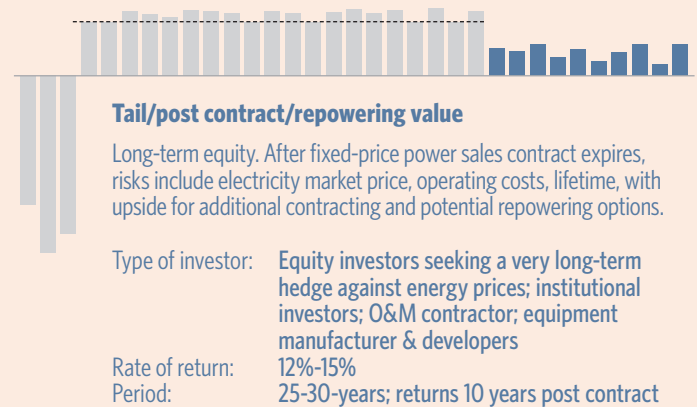 Tail/post contract/repowering value
Long-term equity. After fixed-price power sales contract expires,
risks include electricity market price, operating costs, lifetime, with
upside for additional contracting and potential repowering options.
Type of investor: Equity investors seeking a very long-term
hedge against energy prices; institutional
investors; O&M contractor; equipment
manufacturer & developers
Rate of return: 12%-15%
Period: 25-30-years; returns 10 years post contract